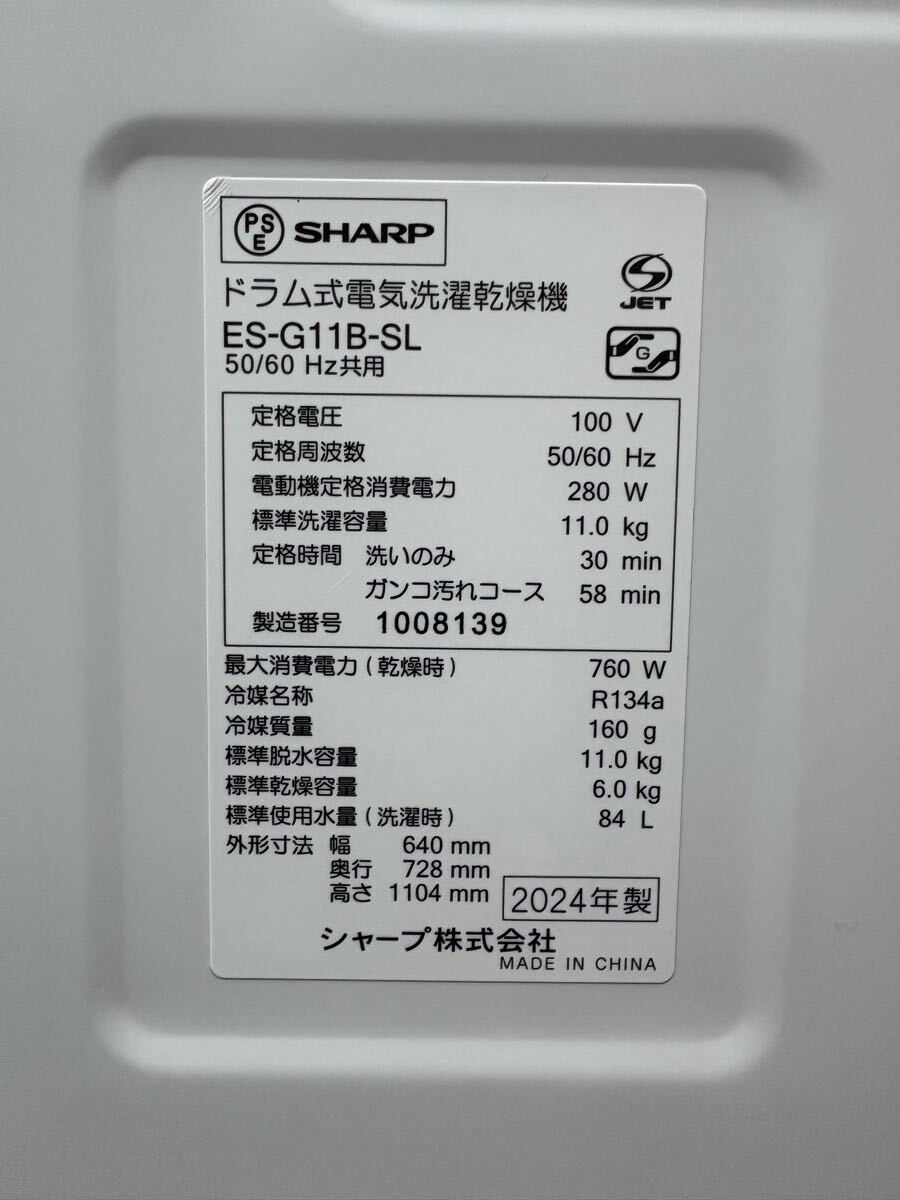 PSE SHARP
ドラム式電気洗濯乾燥機
JET
ES-G11B-SL
G
50/60 Hz共用
定格電圧 100 V
定格周波数 50/60 Hz
電動機定格消費電力 280 W
標準洗濯容量 11.0 kg
定格時間 洗いのみ 30 min
ガンコ汚れコース 58 min
製造番号 1008139
最大消費電力(乾燥時) 760 W
冷媒名称 R134a
冷媒質量 160 g
標準脱水容量 11.0 kg
標準乾燥容量 6.0 kg
標準使用水量(洗濯時) 84 L
外形寸法 幅 640 mm
奥行 728 mm
高さ 1104 mm
2024年製
シャープ株式会社
MADE IN CHINA